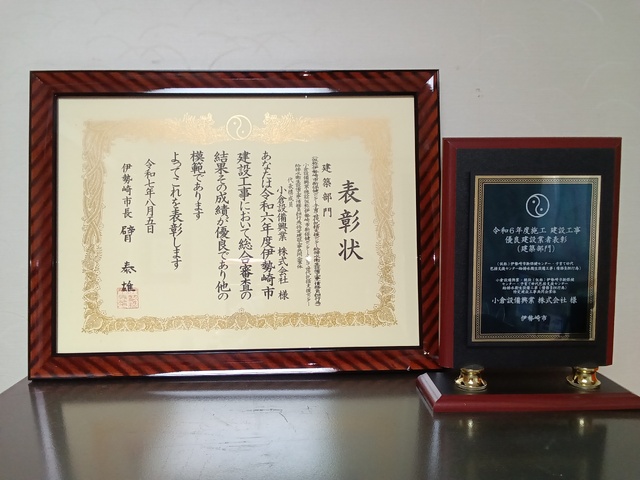 表彰状
建築部門
小倉設備興業 株式会社 様
あなたは令和六年度伊勢崎市
建設工事において総合審査の
結果その成績が優良であり他の
模範であります
よってこれを表彰します
令和七年八月五日
伊勢崎市長 臂 泰雄
令和6年度施工 建設工事
優良建設業者表彰
(建築部門)
小倉設備興業 株式会社 様
伊勢崎市